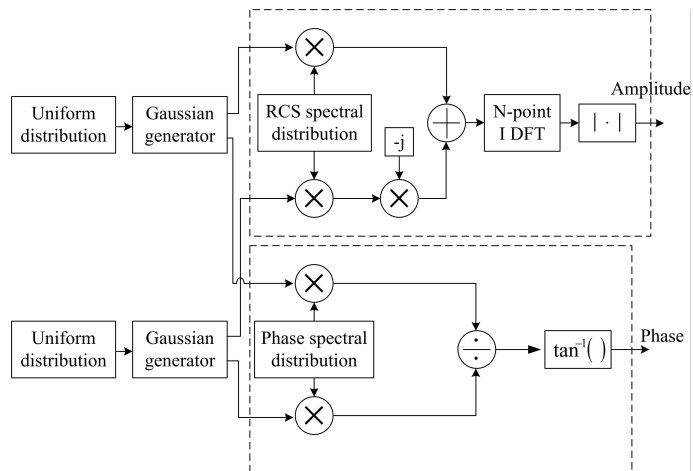 Amplitude
Uniform
distribution
Gaussian
generator
RCS spectral
distribution
-j
N-point
I DFT
| · |
Uniform
distribution
Gaussian
generator
Phase spectral
distribution
tan⁻¹( )
Phase